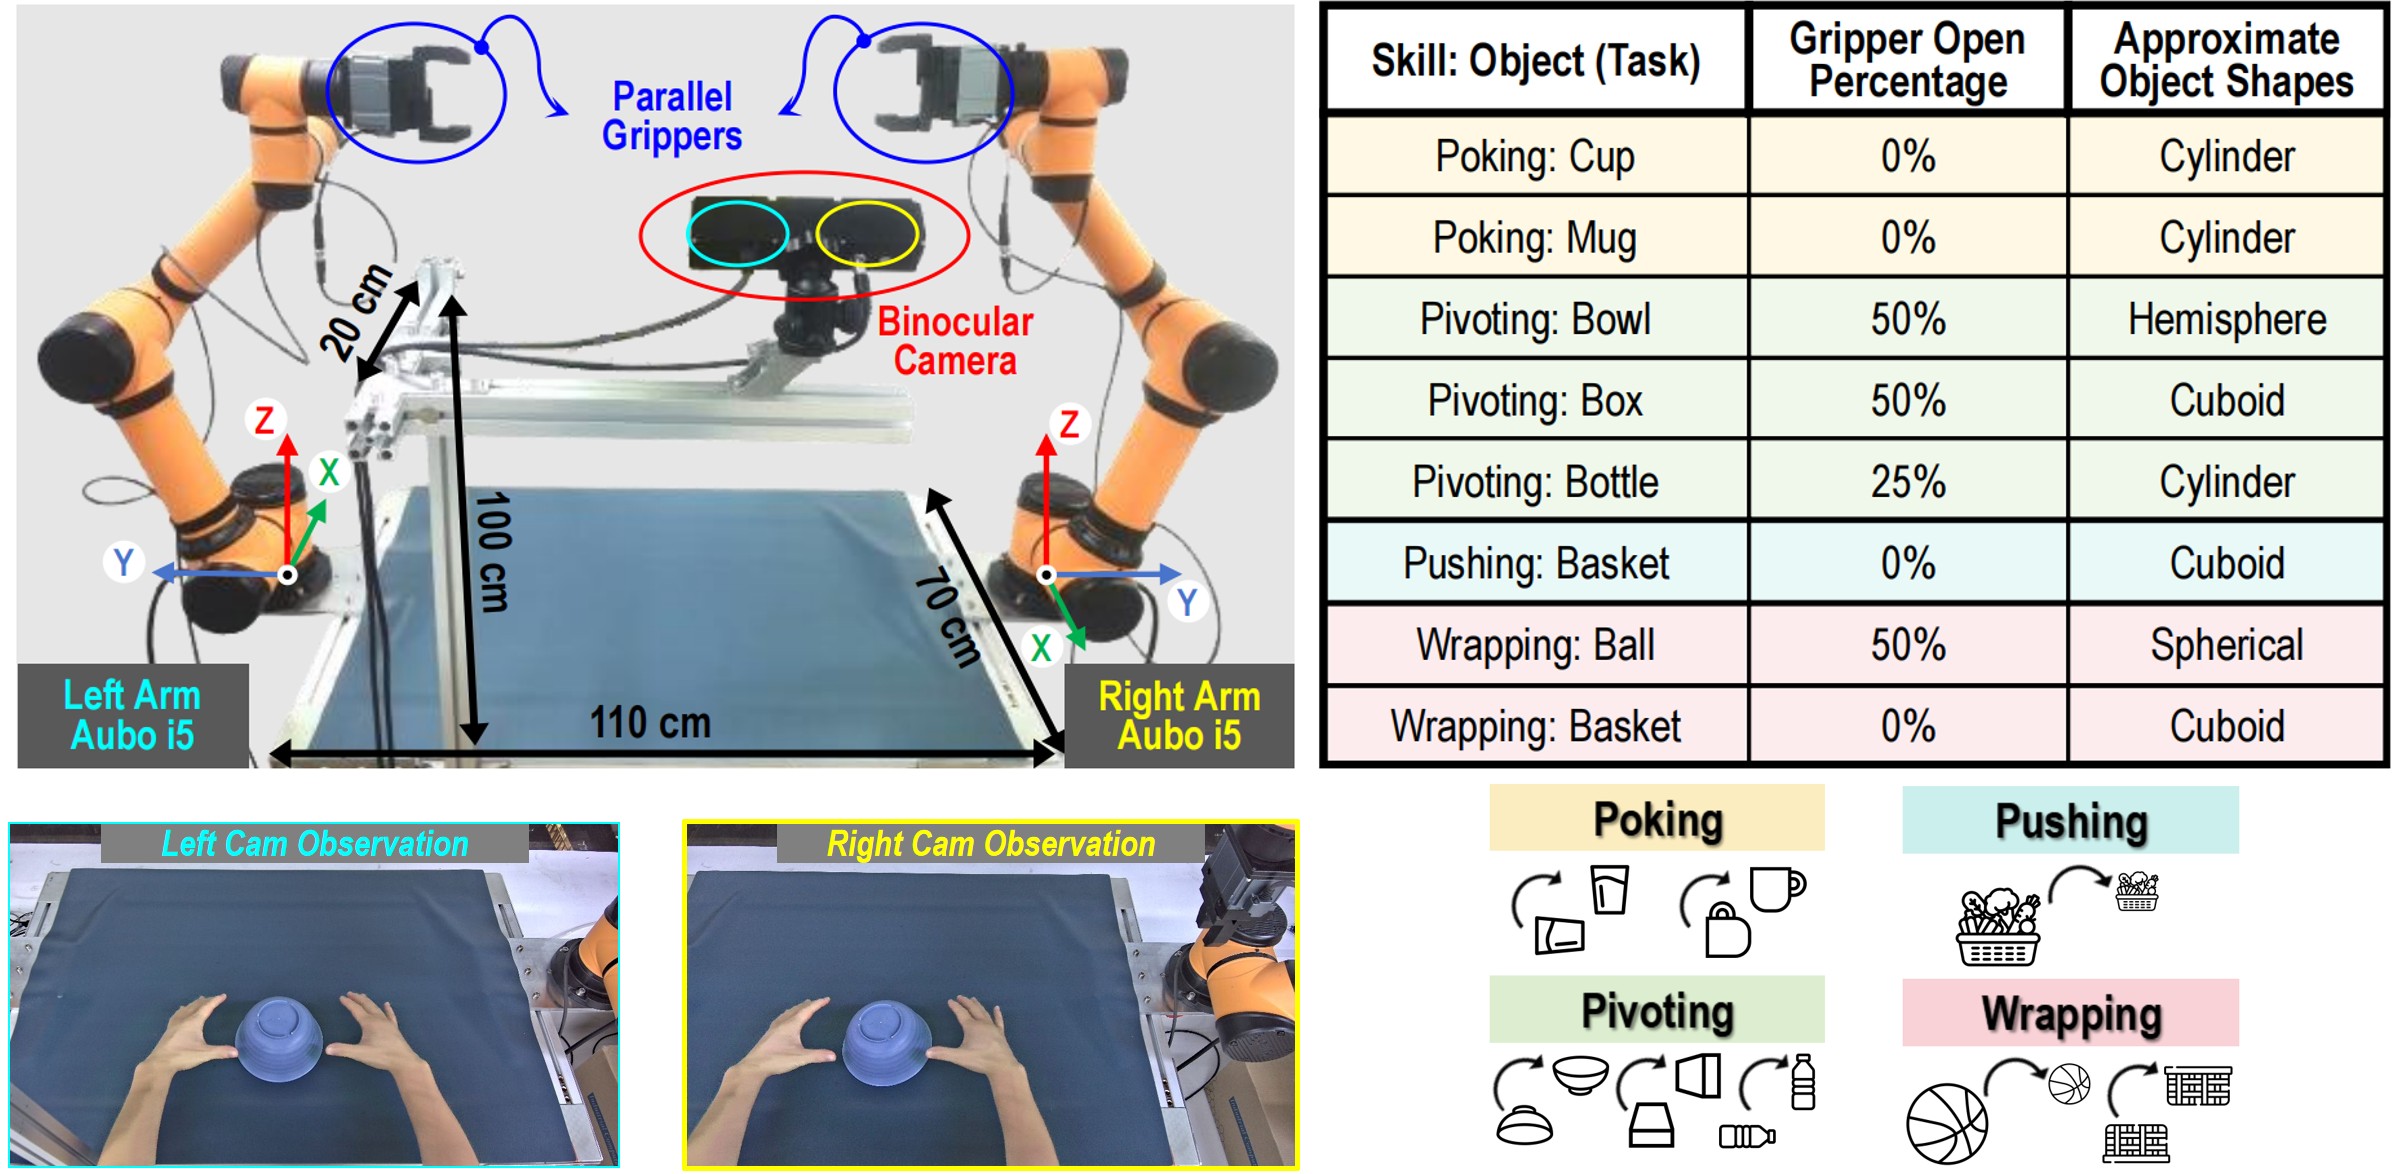 Parallel
Grippers
Binocular
Camera
20 cm
100 cm
70 cm
110 cm
Z
X
Y
Z
Y
X
Left Arm
Aubo i5
Right Arm
Aubo i5
Skill: Object (Task) Gripper Open Percentage Approximate Object Shapes
Poking: Cup 0% Cylinder
Poking: Mug 0% Cylinder
Pivoting: Bowl 50% Hemisphere
Pivoting: Box 50% Cuboid
Pivoting: Bottle 25% Cylinder
Pushing: Basket 0% Cuboid
Wrapping: Ball 50% Spherical
Wrapping: Basket 0% Cuboid
Left Cam Observation
Right Cam Observation
Poking
Pushing
Pivoting
Wrapping